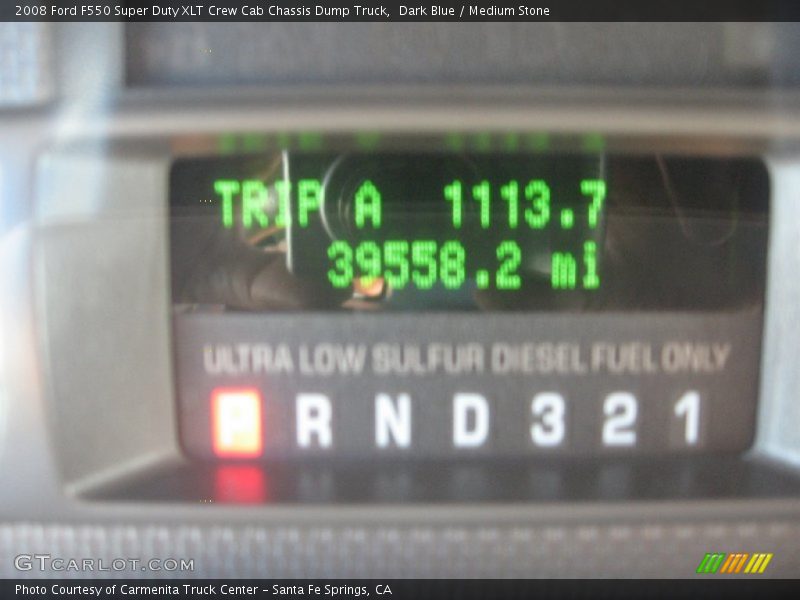 2008 Ford F550 Super Duty XLT Crew Cab Chassis Dump Truck,  Dark Blue / Medium Stone
TRIP A 1113.7
39558.2 mi
ULTRA LOW SULFUR DIESEL FUEL ONLY
P R N D 3 2 1
GTCARLOT.COM
Photo Courtesy of Carmenita Truck Center - Santa Fe Springs, CA